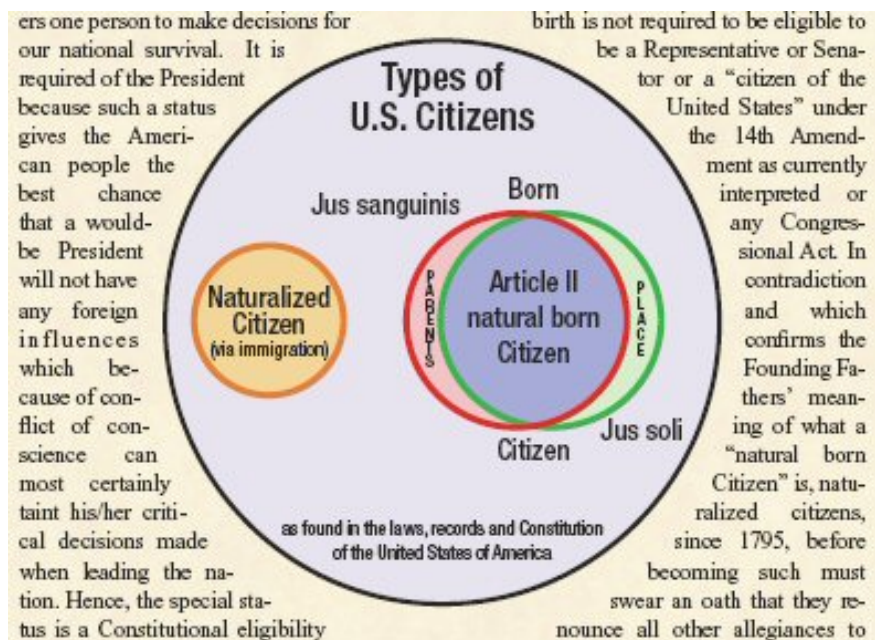 ers one person to make decisions for
our national survival. It is
required of the President
because such a status
gives the Ameri-
can people the
best chance
that a would-
be President
will not have
any foreign
influences
which be-
cause of con-
flict of con-
science can
most certainly
taint his/her criti-
cal decisions made
when leading the na-
tion. Hence, the special sta-
tus is a Constitutional eligibility
Types of
U.S. Citizens
Jus sanguinis
Born
Naturalized
Citizen
(via immigration)
PARENTS
Article II
natural born
Citizen
PLACE
Citizen
Jus soli
as found in the laws, records and Constitution
of the United States of America
birth is not required to be eligible to
be a Representative or Sena-
tor or a “citizen of the
United States” under
the 14th Amend-
ment as currently
interpreted or
any Congres-
sional Act. In
contradiction
and which
confirms the
Founding Fa-
thers’ mean-
ing of what a
“natural born
Citizen” is, natu-
ralized citizens,
since 1795, before
becoming such must
swear an oath that they re-
nounce all other allegiances to